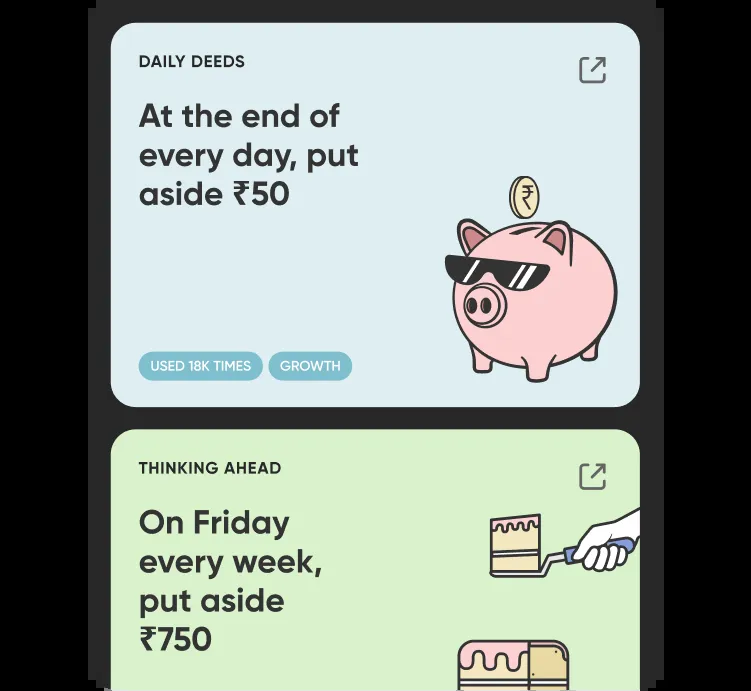 DAILY DEEDS
At the end of
every day, put
aside ₹50
₹
USED 18K TIMES
GROWTH
THINKING AHEAD
On Friday
every week,
put aside
₹750